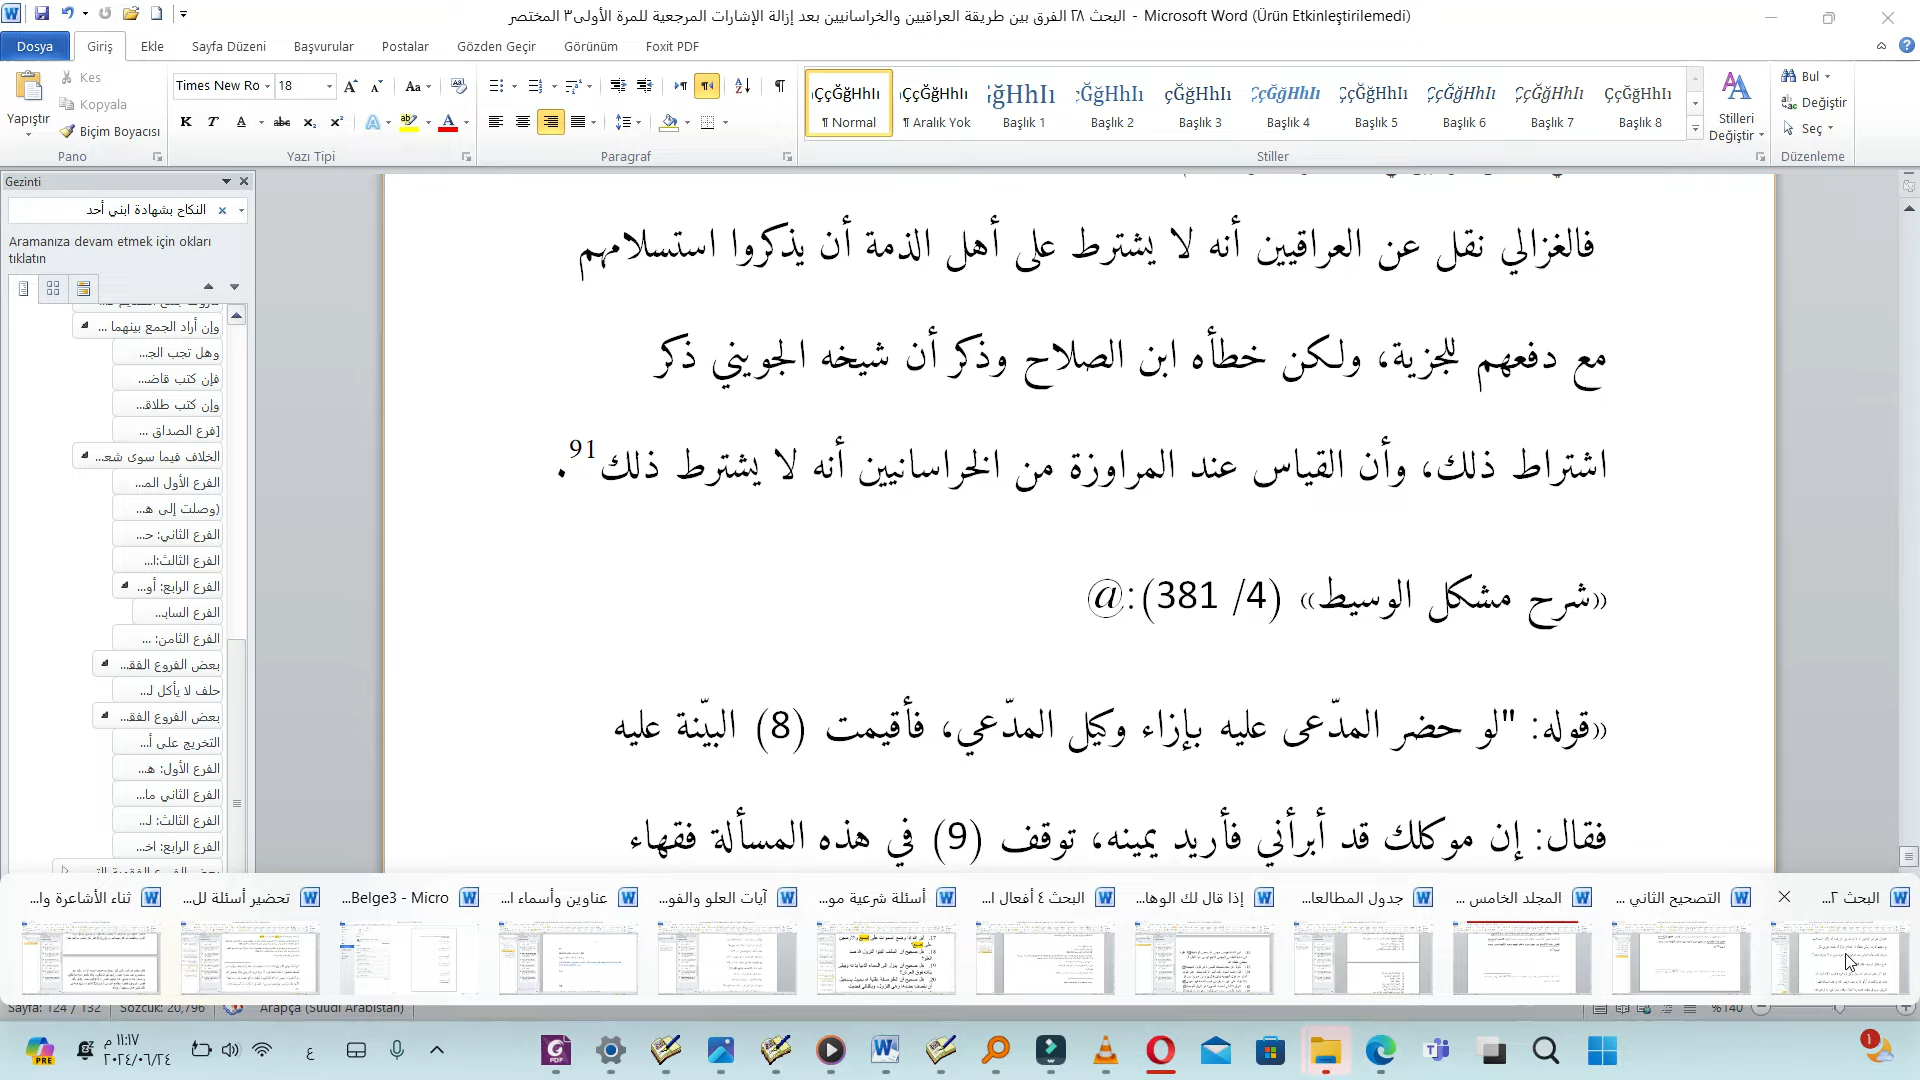 البحث ٢٨ الفرق بين طريقة العراقيين والخراسانيين بعد إزالة الإشارات المرجعية للمرة الأولى٣ المختصر - Microsoft Word (Ürün Etkinleştirilemedi)
Dosya Giriş Ekle Sayfa Düzeni Başvurular Postalar Gözden Geçir Görünüm Foxit PDF
Yapıştır
Kes
Kopyala
Biçim Boyacısı
Pano
Times New Ro 18
Yazı Tipi
Paragraf
¶ Normal
¶ Aralık Yok
Başlık 1
Başlık 2
Başlık 3
Başlık 4
Başlık 5
Başlık 6
Başlık 7
Başlık 8
Stilleri Değiştir
Stiller
Bul
Değiştir
Seç
Düzenleme
Gezinti
النكاح بشهادة ابني أحد
Aramanıza devam etmek için okları
tıklatın
وإن أراد الجمع بينهما ...
وهل تجب الج...
فإن كتب قاض...
وإن كتب طلاق...
[فرع الصداق ...
الخلاف فيما سوى شع...
الفرع الأول الم...
(وصلت إلى ه...
الفرع الثاني: ح...
الفرع الثالث:ا...
الفرع الرابع: أو...
الفرع الساب...
الفرع الثامن: ...
بعض الفروع الفق...
حلف لا يأكل ل...
بعض الفروع الفق...
التخريج على أ...
الفرع الأول: ه...
الفرع الثاني ما...
الفرع الثالث: ل...
الفرع الرابع: اخ...
فالغزالي نقل عن العراقيين أنه لا يشترط على أهل الذمة أن يذكروا استسلامهم
مع دفعهم للجزية، ولكن خطأه ابن الصلاح وذكر أن شيخه الجويني ذكر
اشتراط ذلك، وأن القياس عند المراوزة من الخراسانيين أنه لا يشترط ذلك91.
«شرح مشكل الوسيط» (4/ 381):@
«قوله: "لو حضر المدّعى عليه بإزاء وكيل المدّعي، فأقيمت (8) البيّنة عليه
فقال: إن موكلك قد أبرأني فأريد يمينه، توقف (9) في هذه المسألة فقهاء
البحث ٢...
التصحيح الثاني ...
المجلد الخامس ...
جدول المطالعا...
إذا قال لك الوها...
البحث ٤ أفعال ا...
أسئلة شرعية مو...
آيات العلو والفو...
عناوين وأسماء ا...
Belge3 - Micro...
تحضير أسئلة لل...
ثناء الأشاعرة وا...
Sayfa: 124 / 132 Sözcük: 20,796 Arapça (Suudi Arabistan) %140
١١:١٧ م
٢٠٢٤/٠٦/٢٤
ع